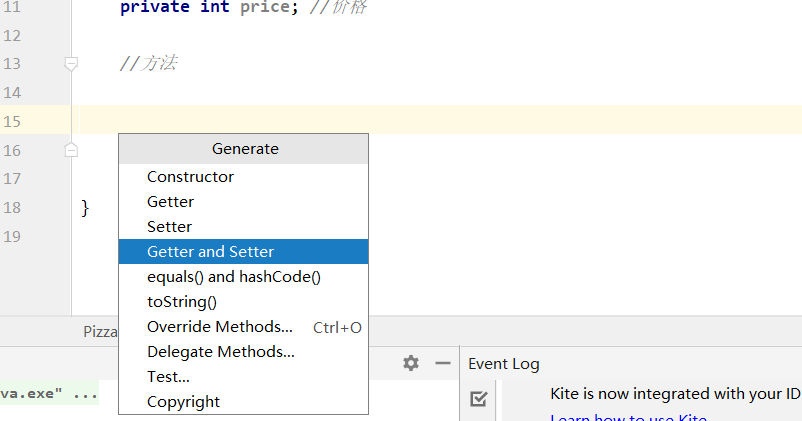 11 private int price; //价格
12
13 //方法
14
15
16
17
18 }
19
Generate
Constructor
Getter
Setter
Getter and Setter
equals() and hashCode()
toString()
Override Methods... Ctrl+O
Delegate Methods...
Test...
Copyright
Pizza
Event Log
va.exe" ...
Kite is now integrated with your ID
Learn how to use Kite